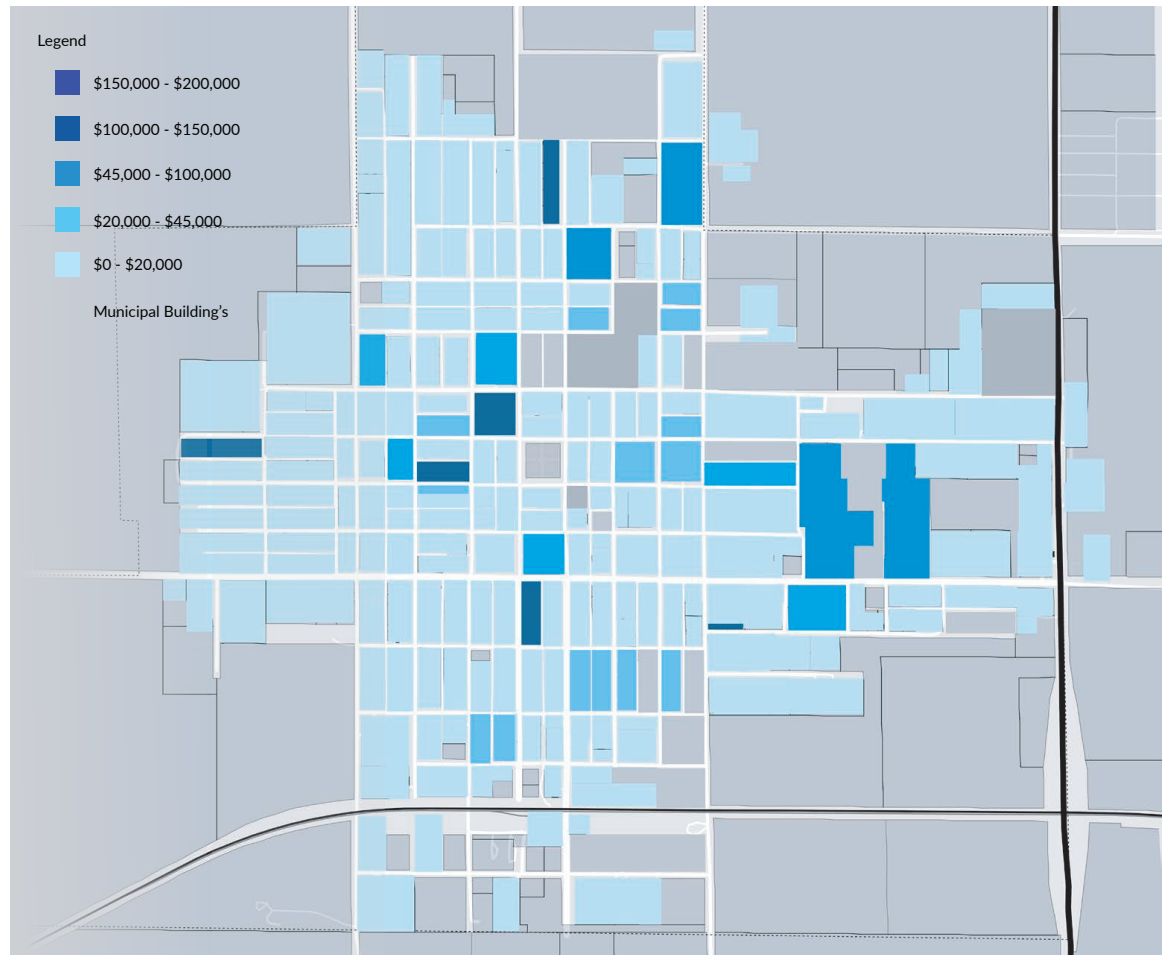 Legend
$150,000 - $200,000
$100,000 - $150,000
$45,000 - $100,000
$20,000 - $45,000
$0 - $20,000
Municipal Building's